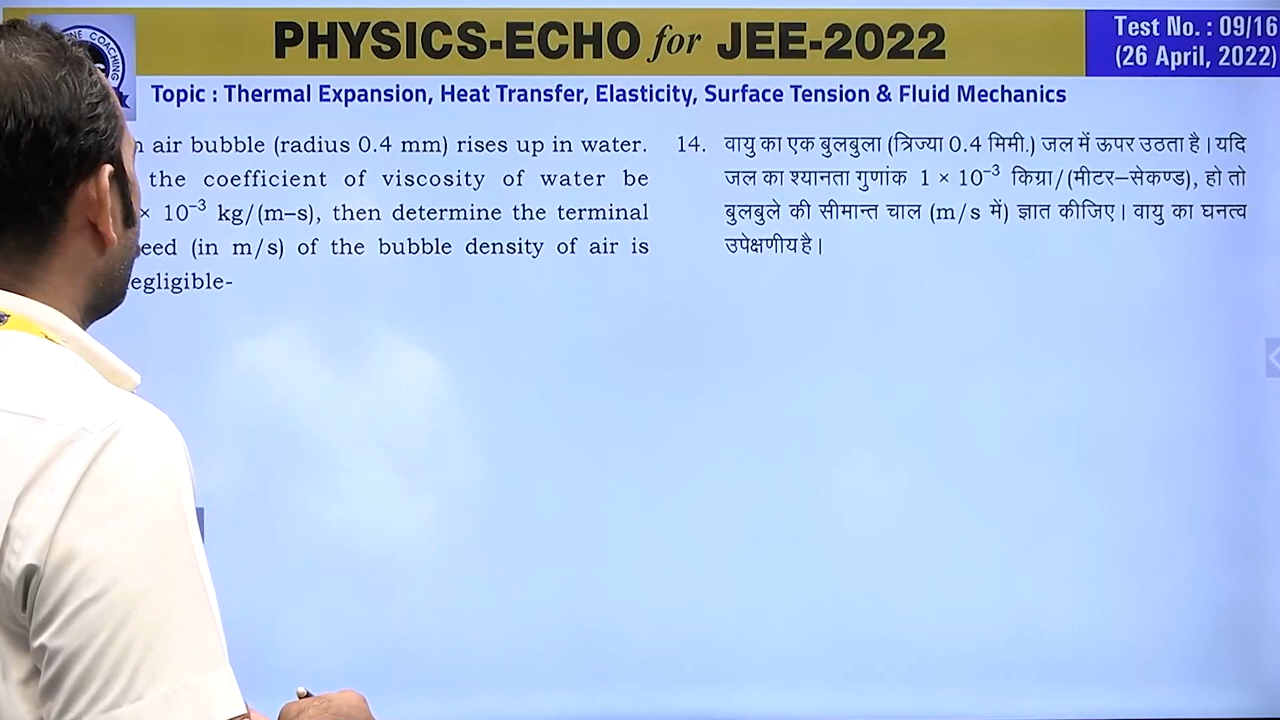 PHYSICS-ECHO for JEE-2022
Test No. : 09/16
(26 April, 2022)
COACHING
Topic : Thermal Expansion, Heat Transfer, Elasticity, Surface Tension & Fluid Mechanics
air bubble (radius 0.4 mm) rises up in water.
the coefficient of viscosity of water be
× 10⁻³ kg/(m–s), then determine the terminal
(in m/s) of the bubble density of air is
14. वायु का एक बुलबुला (त्रिज्या 0.4 मिमी.) जल में ऊपर उठता है। यदि
जल का श्यानता गुणांक 1 × 10⁻³ किग्रा/(मीटर–सेकण्ड), हो तो
बुलबुले की सीमान्त चाल (m/s में) ज्ञात कीजिए। वायु का घनत्व
उपेक्षणीय है।